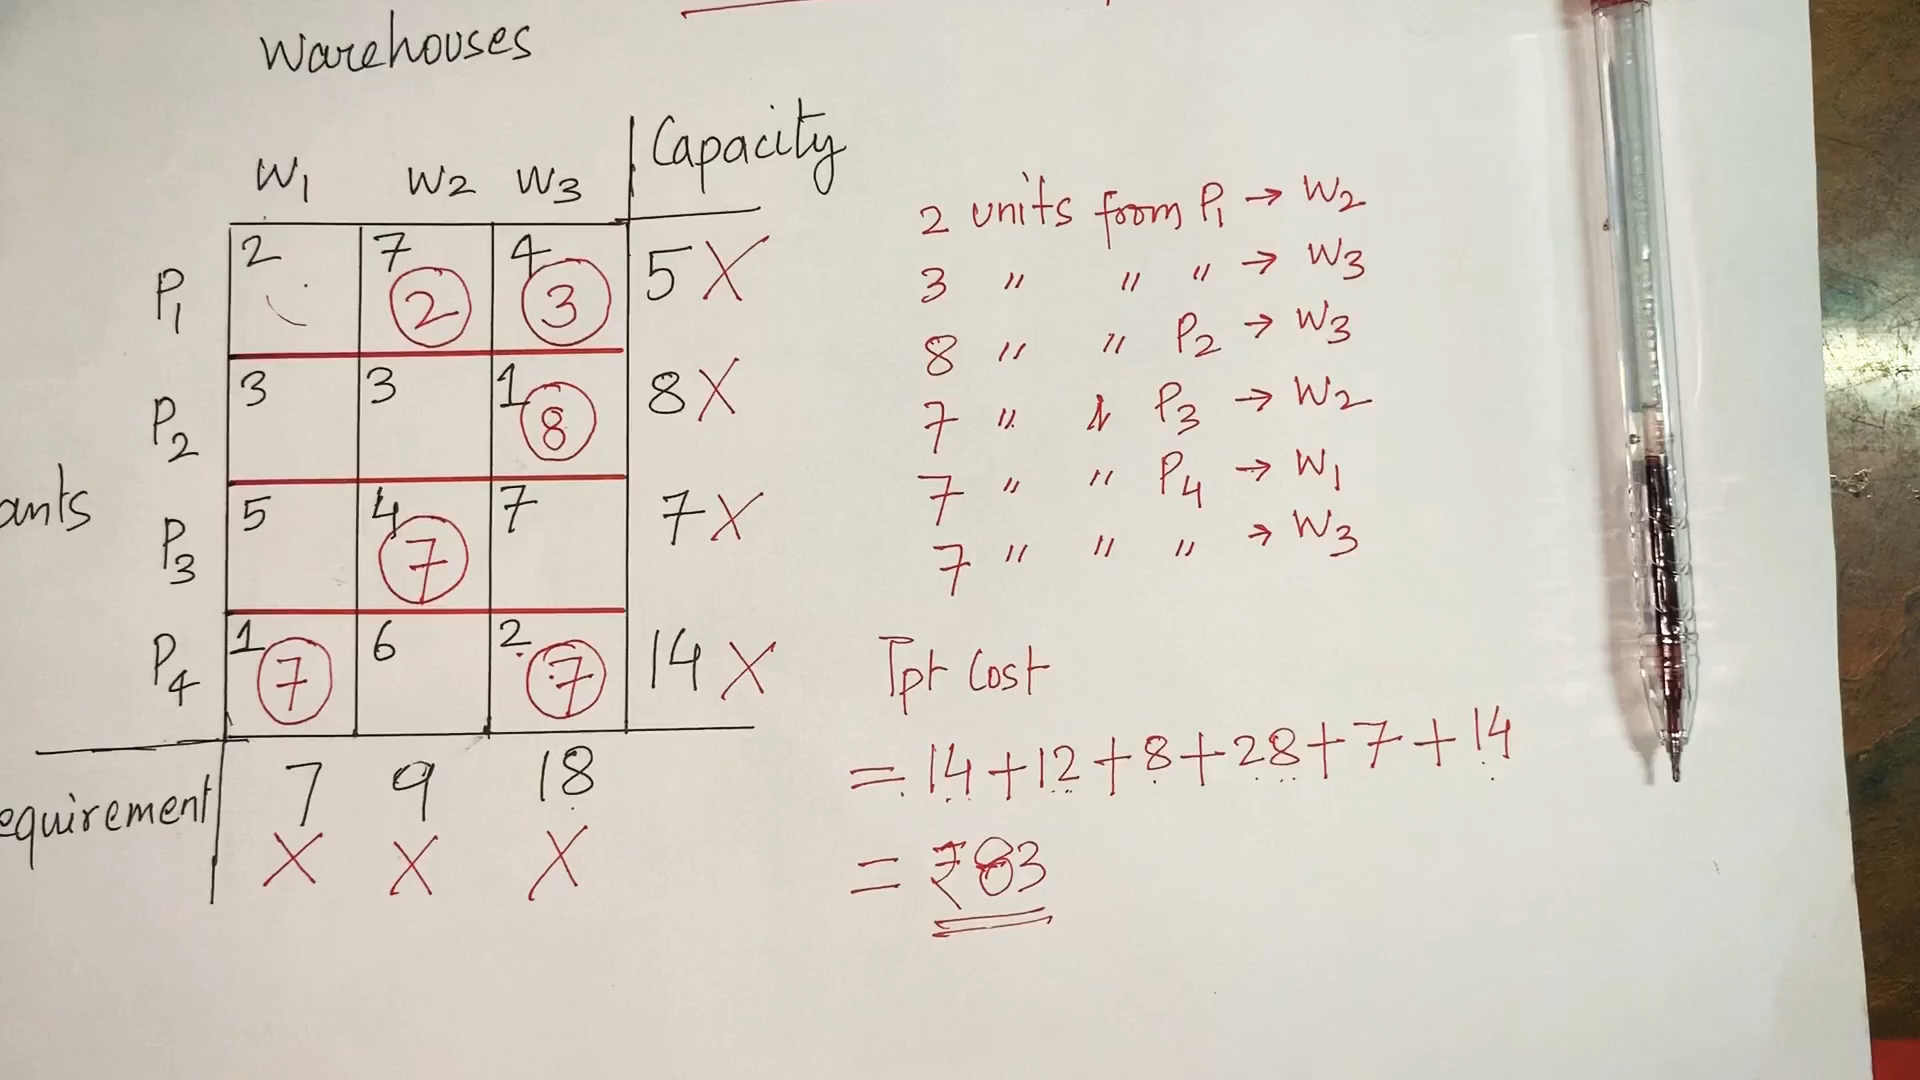 Warehouses
W1 W2 W3 Capacity
P1 2 7 (2) 4 (3) 5 X
P2 3 3 1 (8) 8 X
ants
P3 5 4 (7) 7 7 X
P4 1 (7) 6 2 (7) 14 X
equirement 7 9 18
X X X
2 units from P1 → W2
3 " " " → W3
8 " " P2 → W3
7 " " P3 → W2
7 " " P4 → W1
7 " " " → W3
Tpt Cost
= 14+12+8+28+7+14
= ₹83